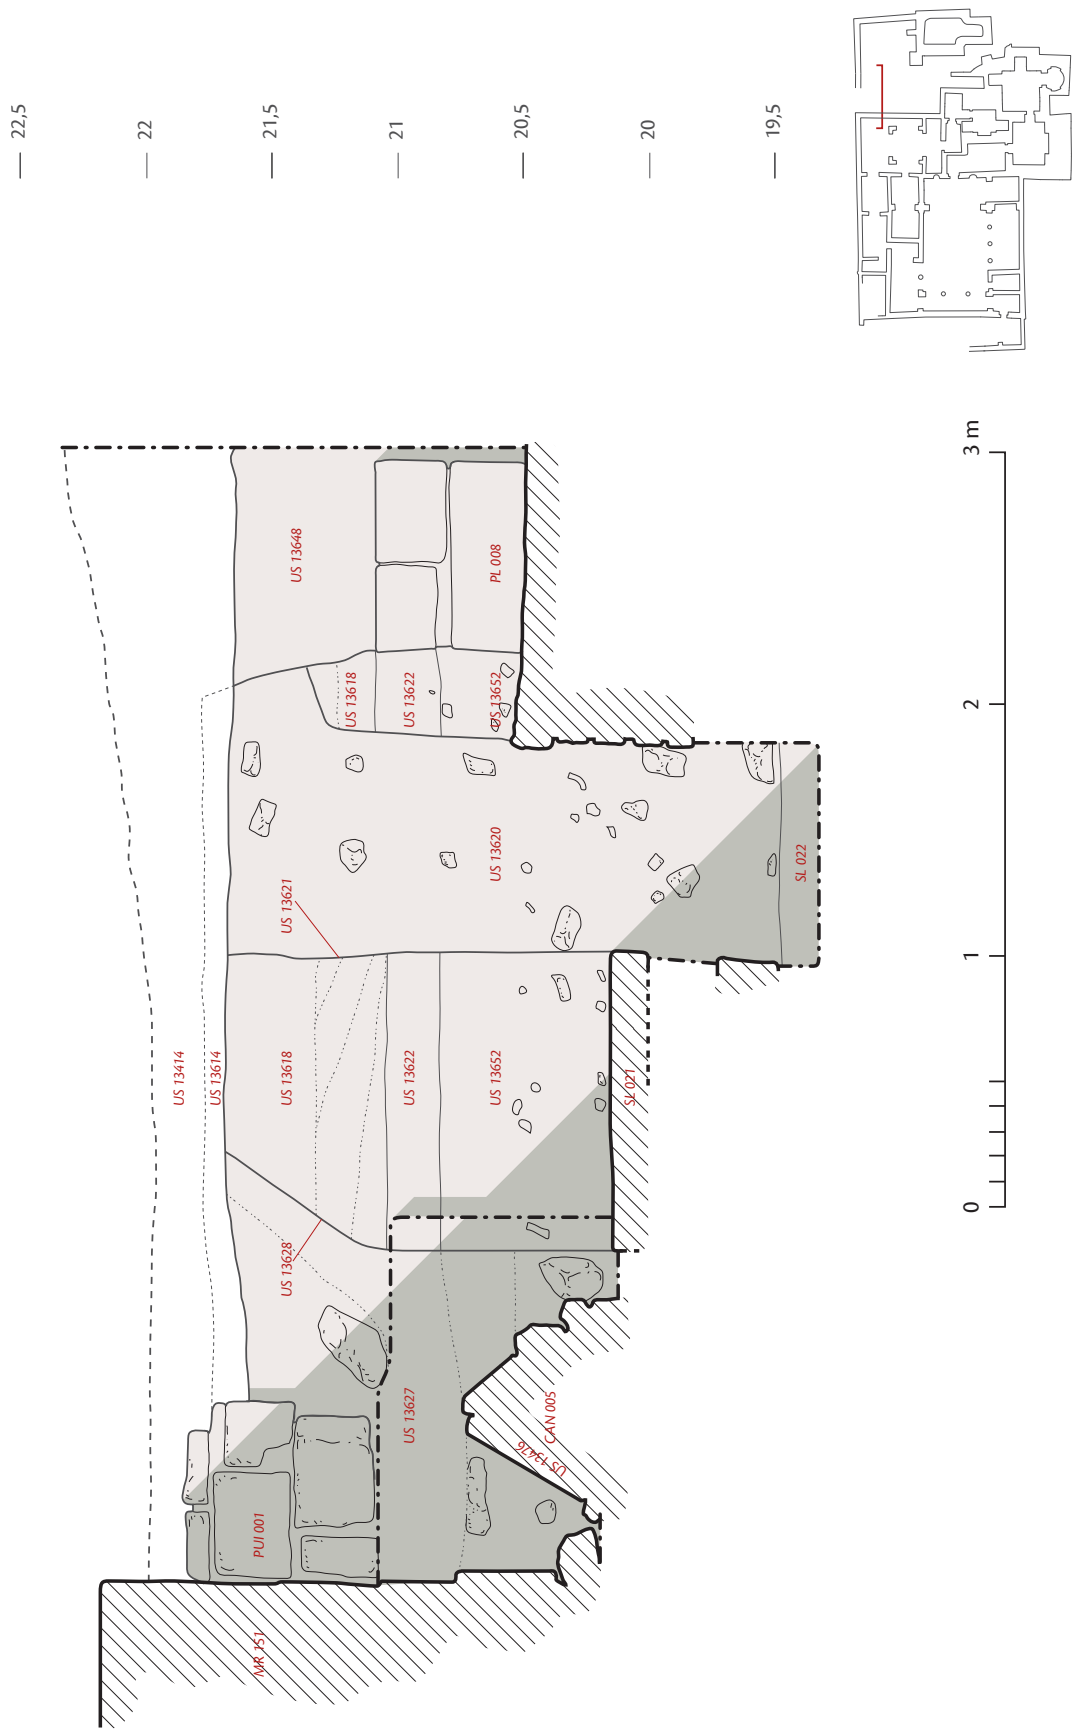 22,5
22
21,5
21
20,5
20
19,5
US 13648
PL 008
US 13618
US 13622
US 13652
US 13620
US 13621
SL 022
US 13414
US 13614
US 13618
US 13622
US 13652
SL 021
US 13628
US 13627
CAN 005
US 13476
PUI 001
MR 151
0
1
2
3 m